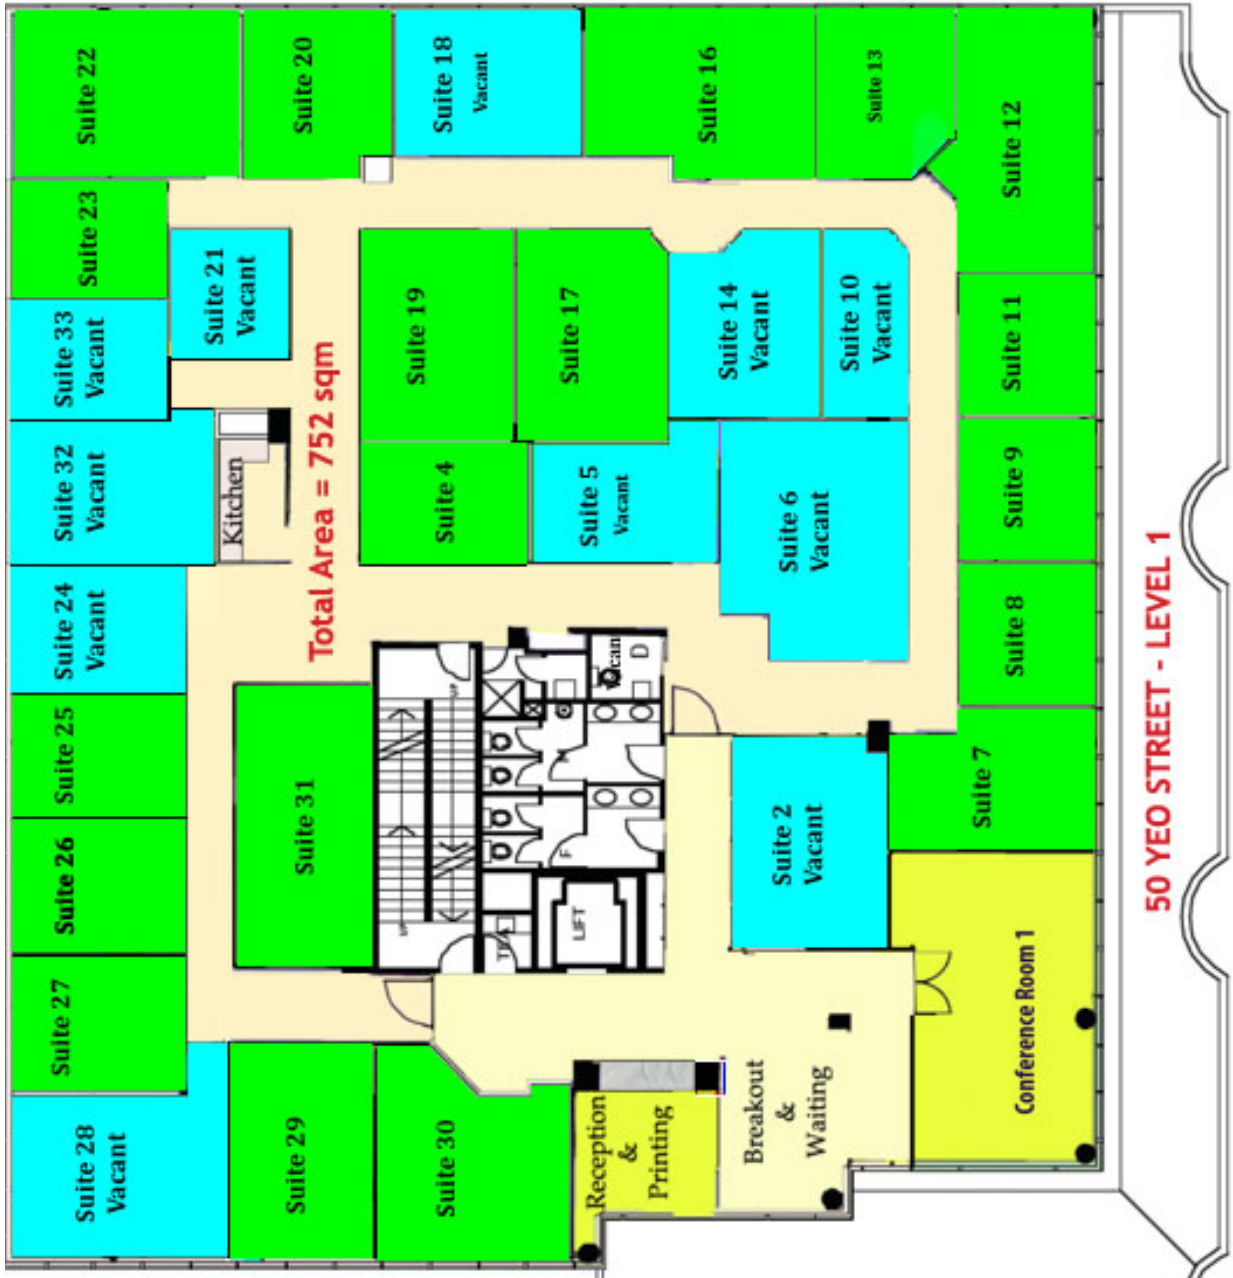 Suite 22
Suite 20
Suite 18
Vacant
Suite 16
Suite 13
Suite 12
Suite 23
Suite 21
Vacant
Suite 33
Vacant
Suite 19
Suite 17
Suite 14
Vacant
Suite 10
Vacant
Suite 11
Suite 32
Vacant
Kitchen
Total Area = 752 sqm
Suite 4
Suite 5
Vacant
Suite 6
Vacant
Suite 9
Suite 24
Vacant
Suite 8
Suite 25
Suite 31
UP
D
M
Suite 7
Suite 26
F
Suite 2
Vacant
50 YEO STREET - LEVEL 1
UP
TEA
LIFT
Suite 27
Conference Room 1
Suite 28
Vacant
Suite 29
Suite 30
Reception
&
Printing
Breakout
&
Waiting